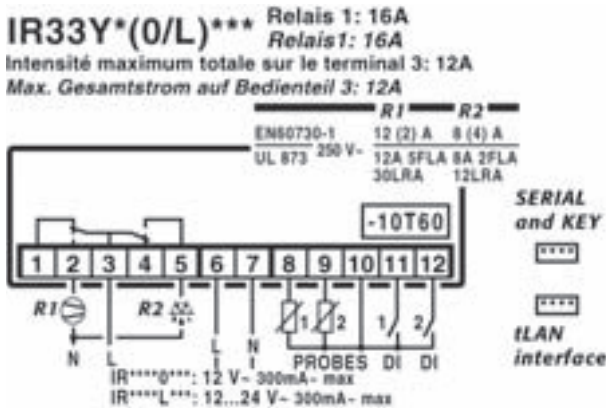 IR33Y*(0/L)*** Relais 1: 16A
Relais1: 16A
Intensité maximum totale sur le terminal 3: 12A
Max. Gesamtstrom auf Bedienteil 3: 12A
R1 R2
EN60730-1 250 V~ 12 (2) A 8 (4) A
UL 873 12A 5FLA 8A 2FLA
30LRA 12LRA
SERIAL
and KEY
-10T60
1 2 3 4 5 6 7 8 9 10 11 12
R1 R2 1 2 1 2
N L L N PROBES DI DI
tLAN
interface
IR****0***: 12 V~ 300mA~ max
IR****L***: 12...24 V~ 300mA~ max